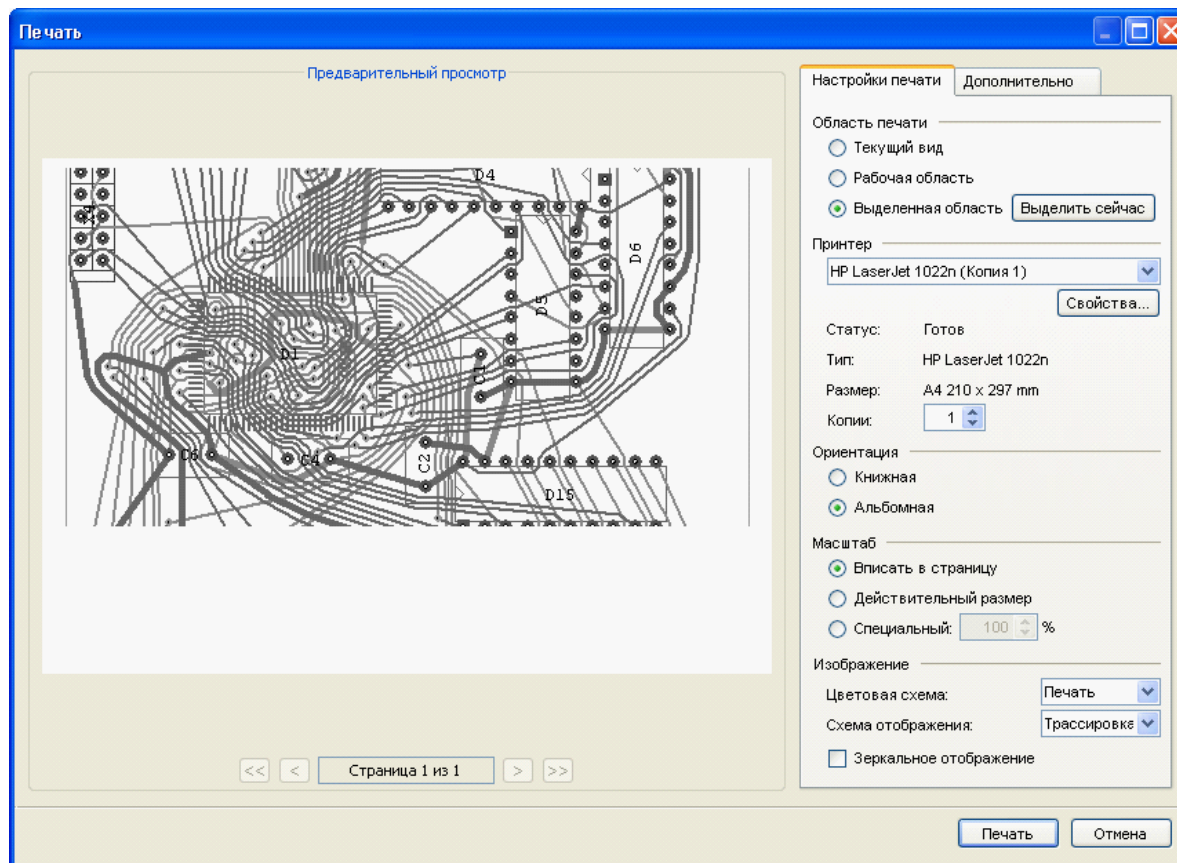 Печать
Предварительный просмотр
Настройки печати
Дополнительно
Область печати
Текущий вид
Рабочая область
Выделенная область Выделить сейчас
Принтер
HP LaserJet 1022n (Копия 1)
Свойства...
Статус: Готов
Тип: HP LaserJet 1022n
Размер: A4 210 x 297 mm
Копии: 1
Ориентация
Книжная
Альбомная
Масштаб
Вписать в страницу
Действительный размер
Специальный: 100 %
Изображение
Цветовая схема: Печать
Схема отображения: Трассировка
Зеркальное отображение
D4
X4
D6
D5
D1
C1
C6
C4
C2
D15
<< < Страница 1 из 1 > >>
Печать Отмена